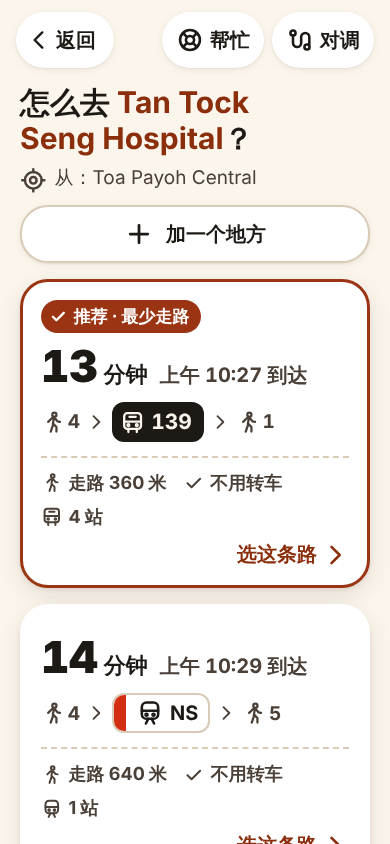 返回
帮忙
对调
怎么去 Tan Tock
Seng Hospital？
从：Toa Payoh Central
加一个地方
推荐 · 最少走路
13 分钟 上午 10:27 到达
4 139 1
走路 360 米 不用转车
4 站
选这条路
14 分钟 上午 10:29 到达
4 NS 5
走路 640 米 不用转车
1 站
选这条路